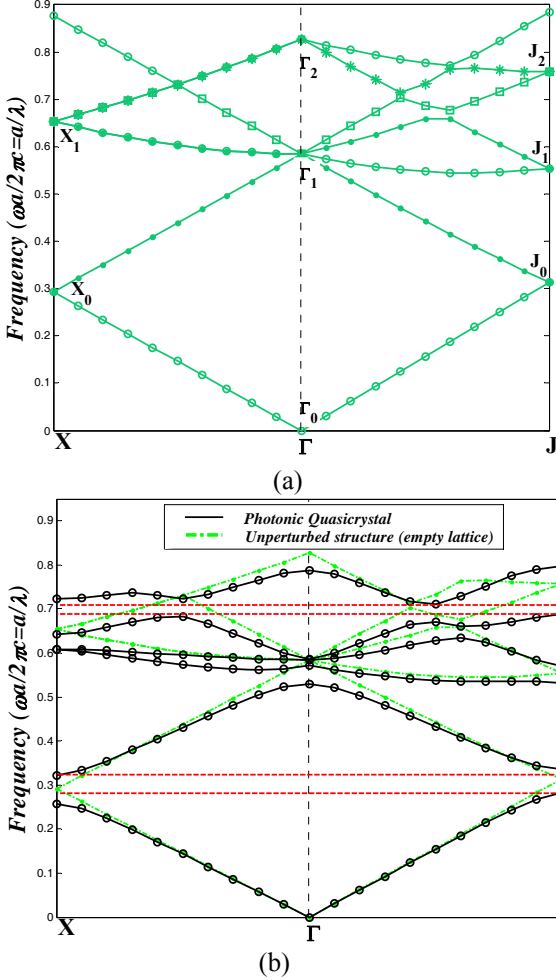 0.9
0.8
0.7
0.6
0.5
0.4
0.3
0.2
0.1
0
Frequency (ωa/2πc=a/λ)
X₁
X₀
Γ₂
Γ₁
Γ₀
J₂
J₁
J₀
X
Γ
J
(a)
Photonic Quasicrystal
Unperturbed structure (empty lattice)
0.9
0.8
0.7
0.6
0.5
0.4
0.3
0.2
0.1
0
Frequency (ωa/2πc=a/λ)
X
Γ
(b)